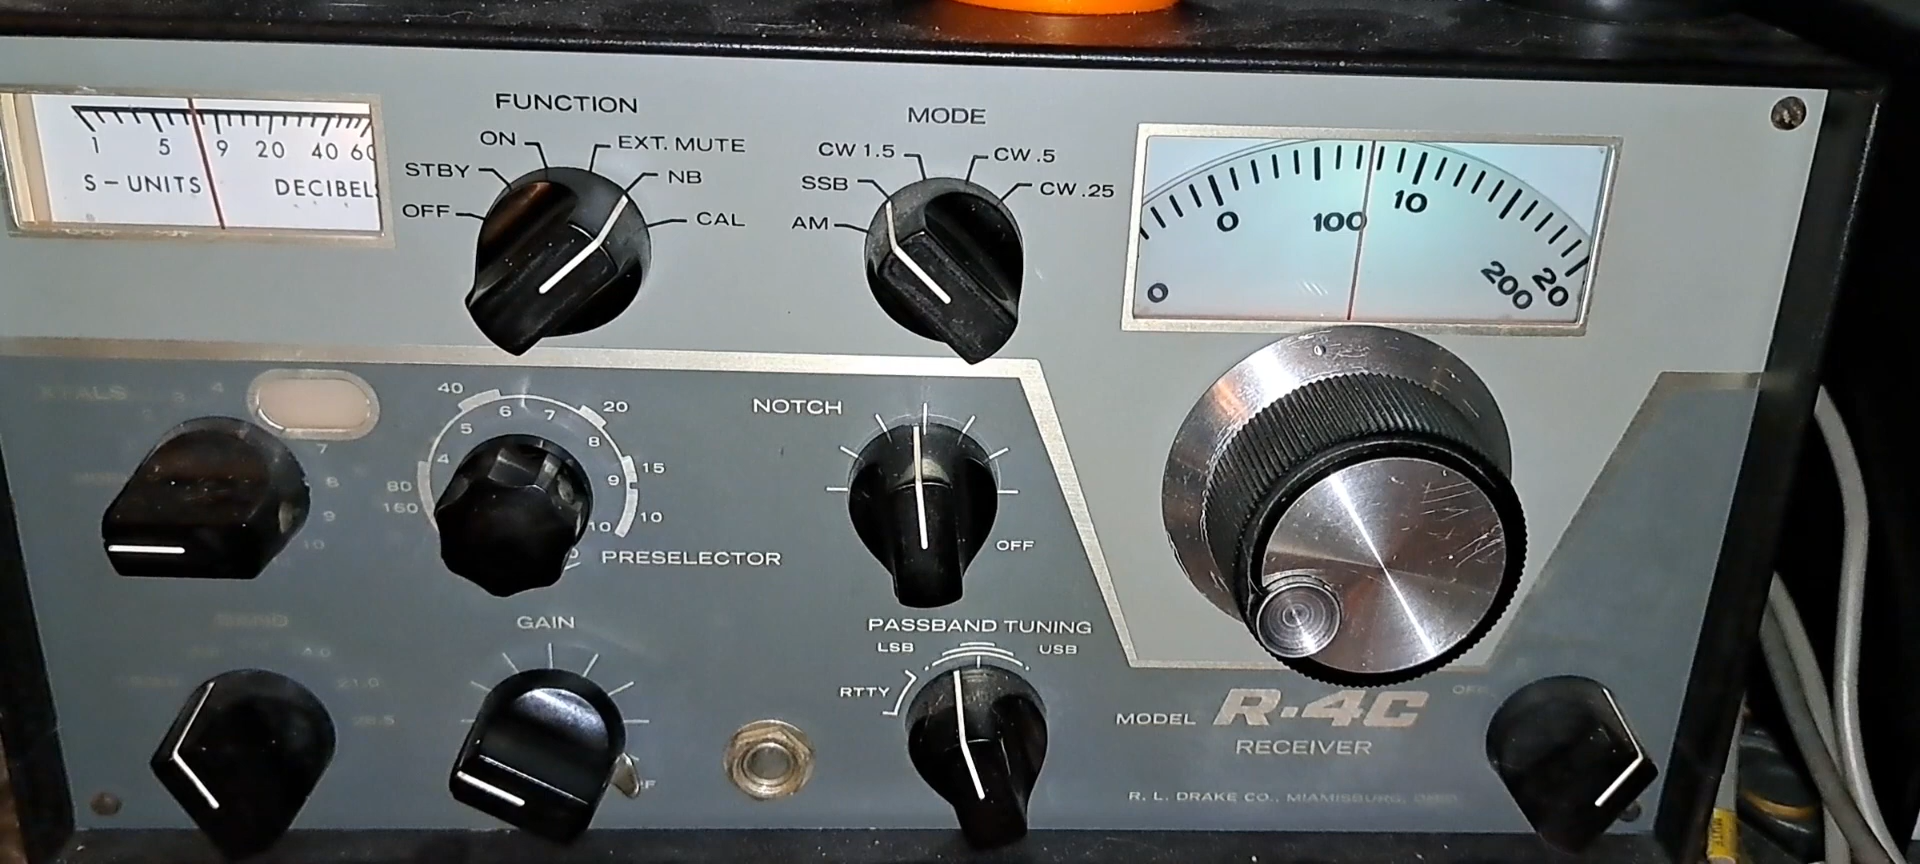 1 5 9 20 40 60
S-UNITS DECIBELS
FUNCTION
OFF STBY ON EXT. MUTE NB CAL
MODE
AM SSB CW 1.5 CW .5 CW .25
0 10 20
0 100 200
XTALS
4
7
8
9
10
40 20 15 10
80
160
4 5 6 7 8 9 10
PRESELECTOR
NOTCH
OFF
BAND
21.0
28.5
GAIN
RF
PASSBAND TUNING
LSB USB
RTTY
MODEL R·4C
RECEIVER
R. L. DRAKE CO., MIAMISBURG, OHIO
OFF